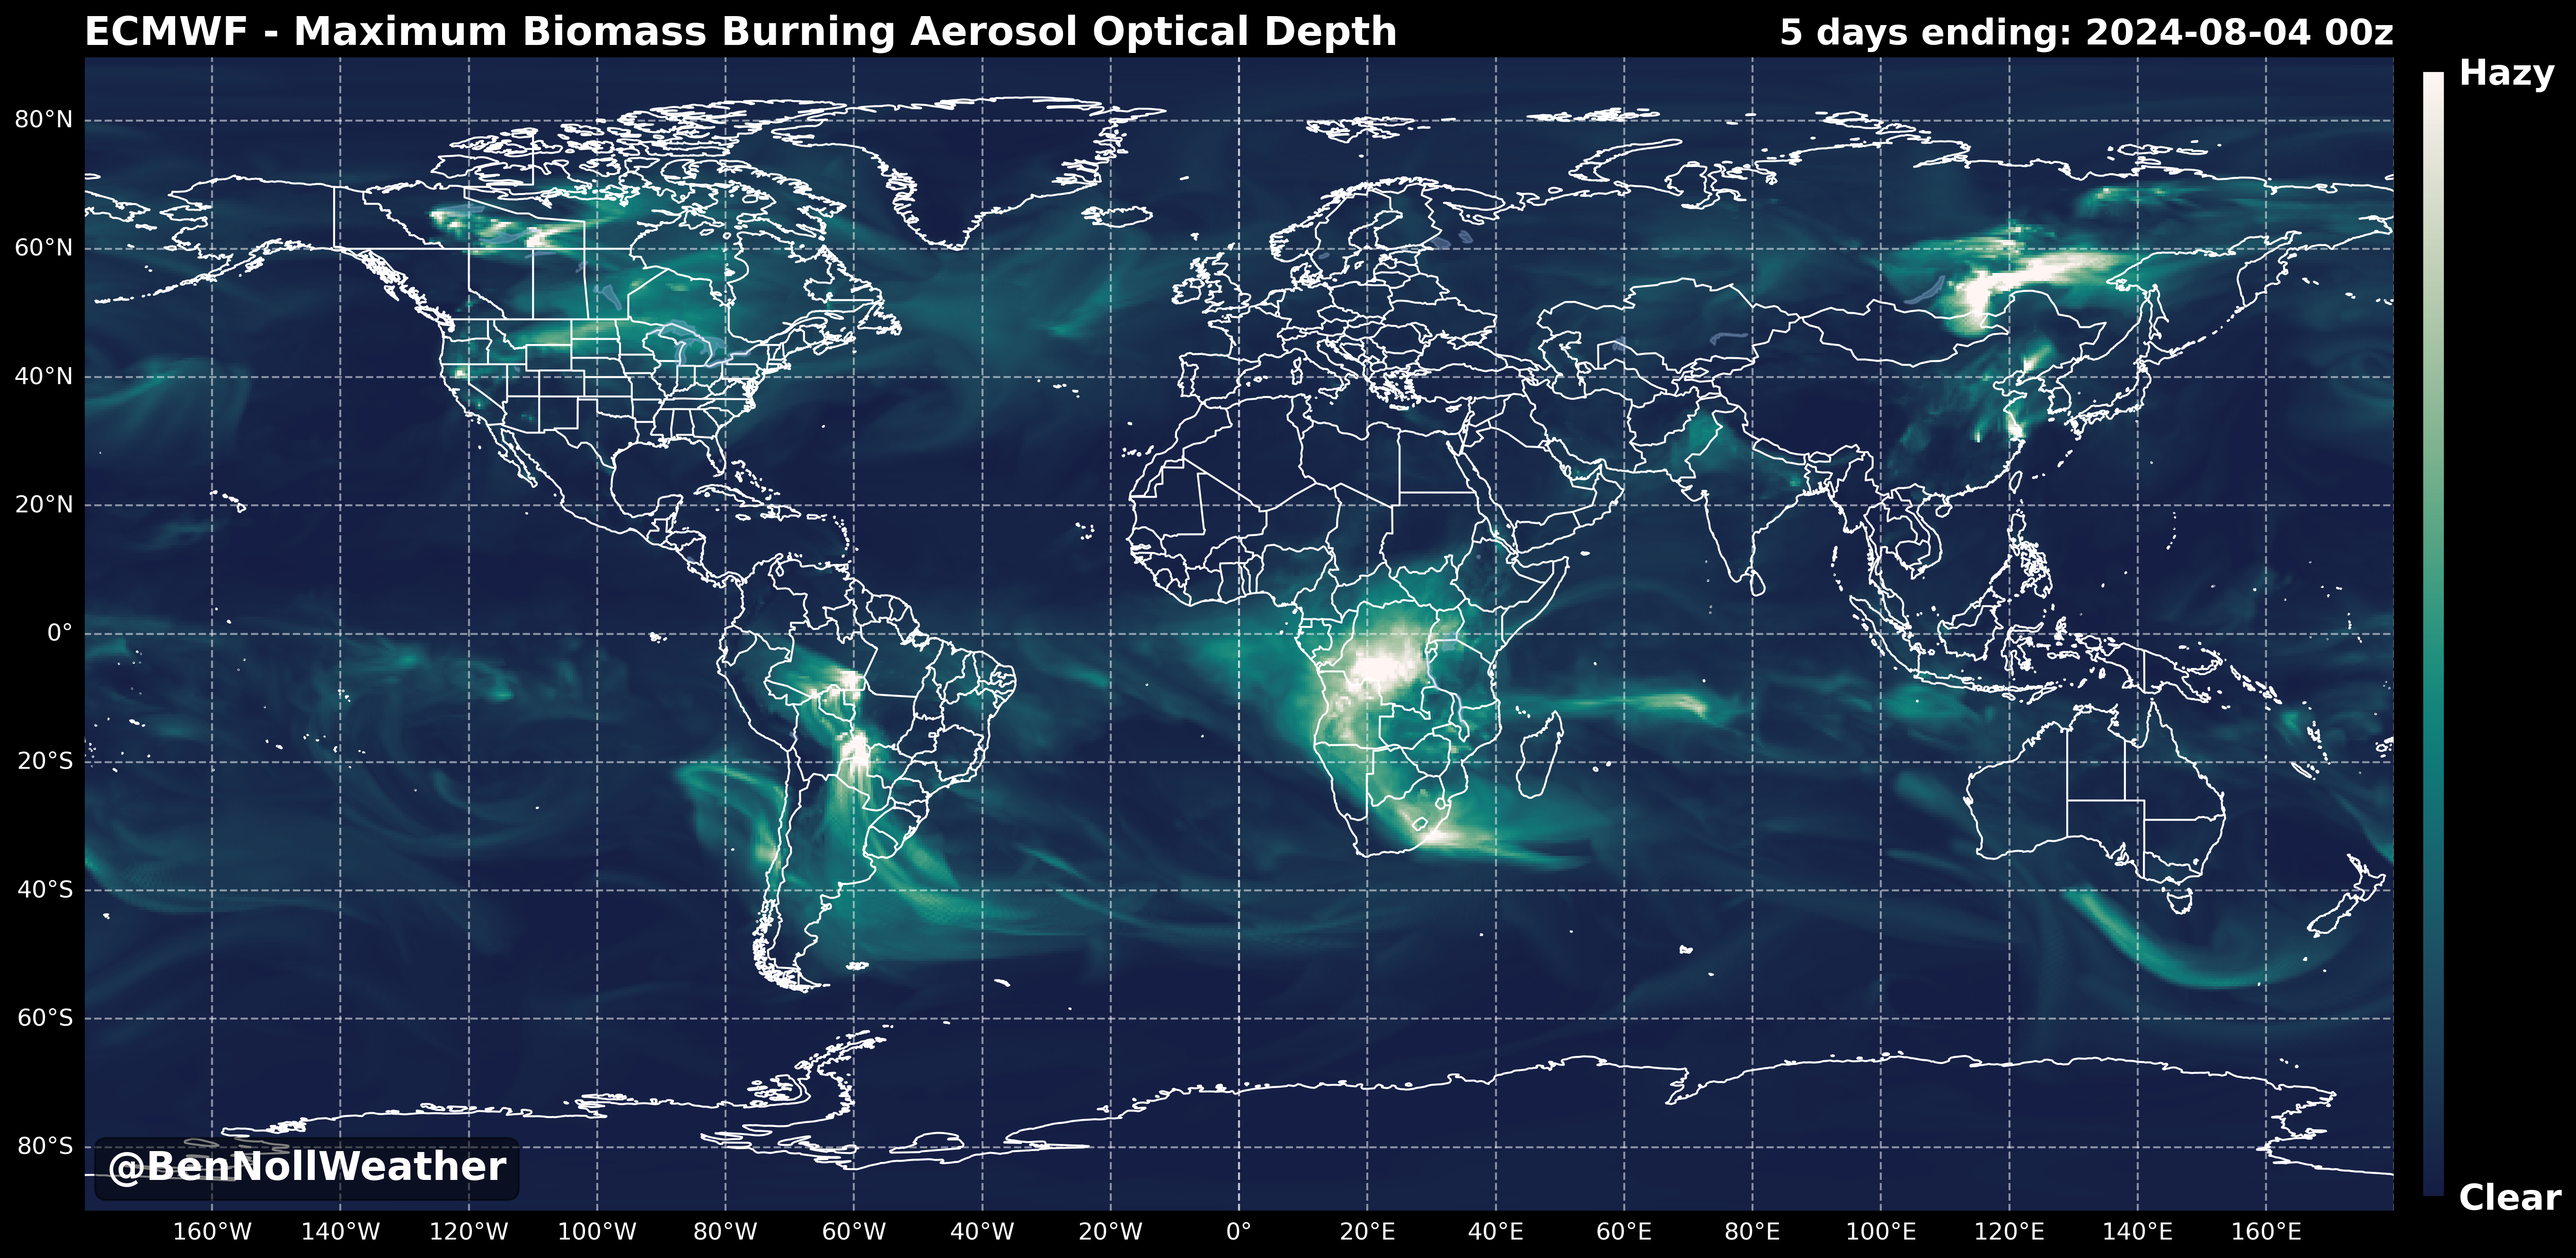 ECMWF - Maximum Biomass Burning Aerosol Optical Depth
5 days ending: 2024-08-04 00z
Hazy
80°N
60°N
40°N
20°N
0°
20°S
40°S
60°S
80°S
@BenNollWeather
Clear
160°W 140°W 120°W 100°W 80°W 60°W 40°W 20°W 0° 20°E 40°E 60°E 80°E 100°E 120°E 140°E 160°E